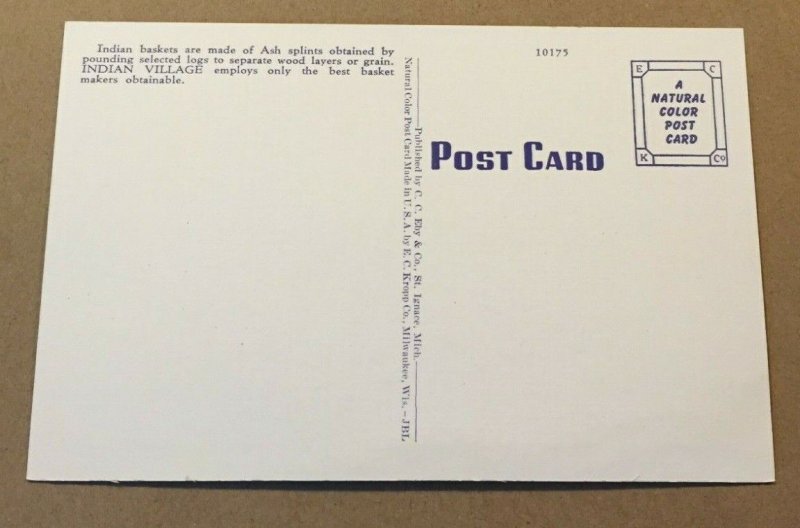 Indian baskets are made of Ash splints obtained by
pounding selected logs to separate wood layers or grain.
INDIAN VILLAGE employs only the best basket
makers obtainable.
Published by C. C. Eby & Co., St. Ignace, Mich.
Natural Color Post Card Made in U. S. A. by E. C. Kropp Co., Milwaukee, Wis. - JBL
10175
POST CARD
E C
A
NATURAL
COLOR
POST
CARD
K Co